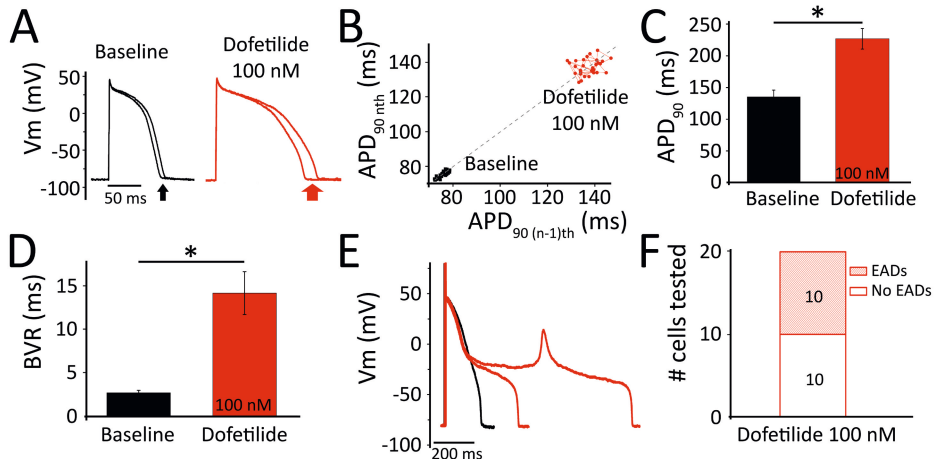 A
Baseline
Dofetilide
100 nM
Vm (mV)
50
0
-50
-100
50 ms
B
APD90 nth (ms)
140
120
100
80
Dofetilide
100 nM
Baseline
80
100
120
140
APD90 (n-1)th (ms)
C
*
APD90 (ms)
250
200
150
100
50
0
100 nM
Baseline
Dofetilide
D
*
BVR (ms)
15
10
5
0
100 nM
Baseline
Dofetilide
E
Vm (mV)
50
0
-50
-100
200 ms
F
# cells tested
20
10
0
10
10
EADs
No EADs
Dofetilide 100 nM